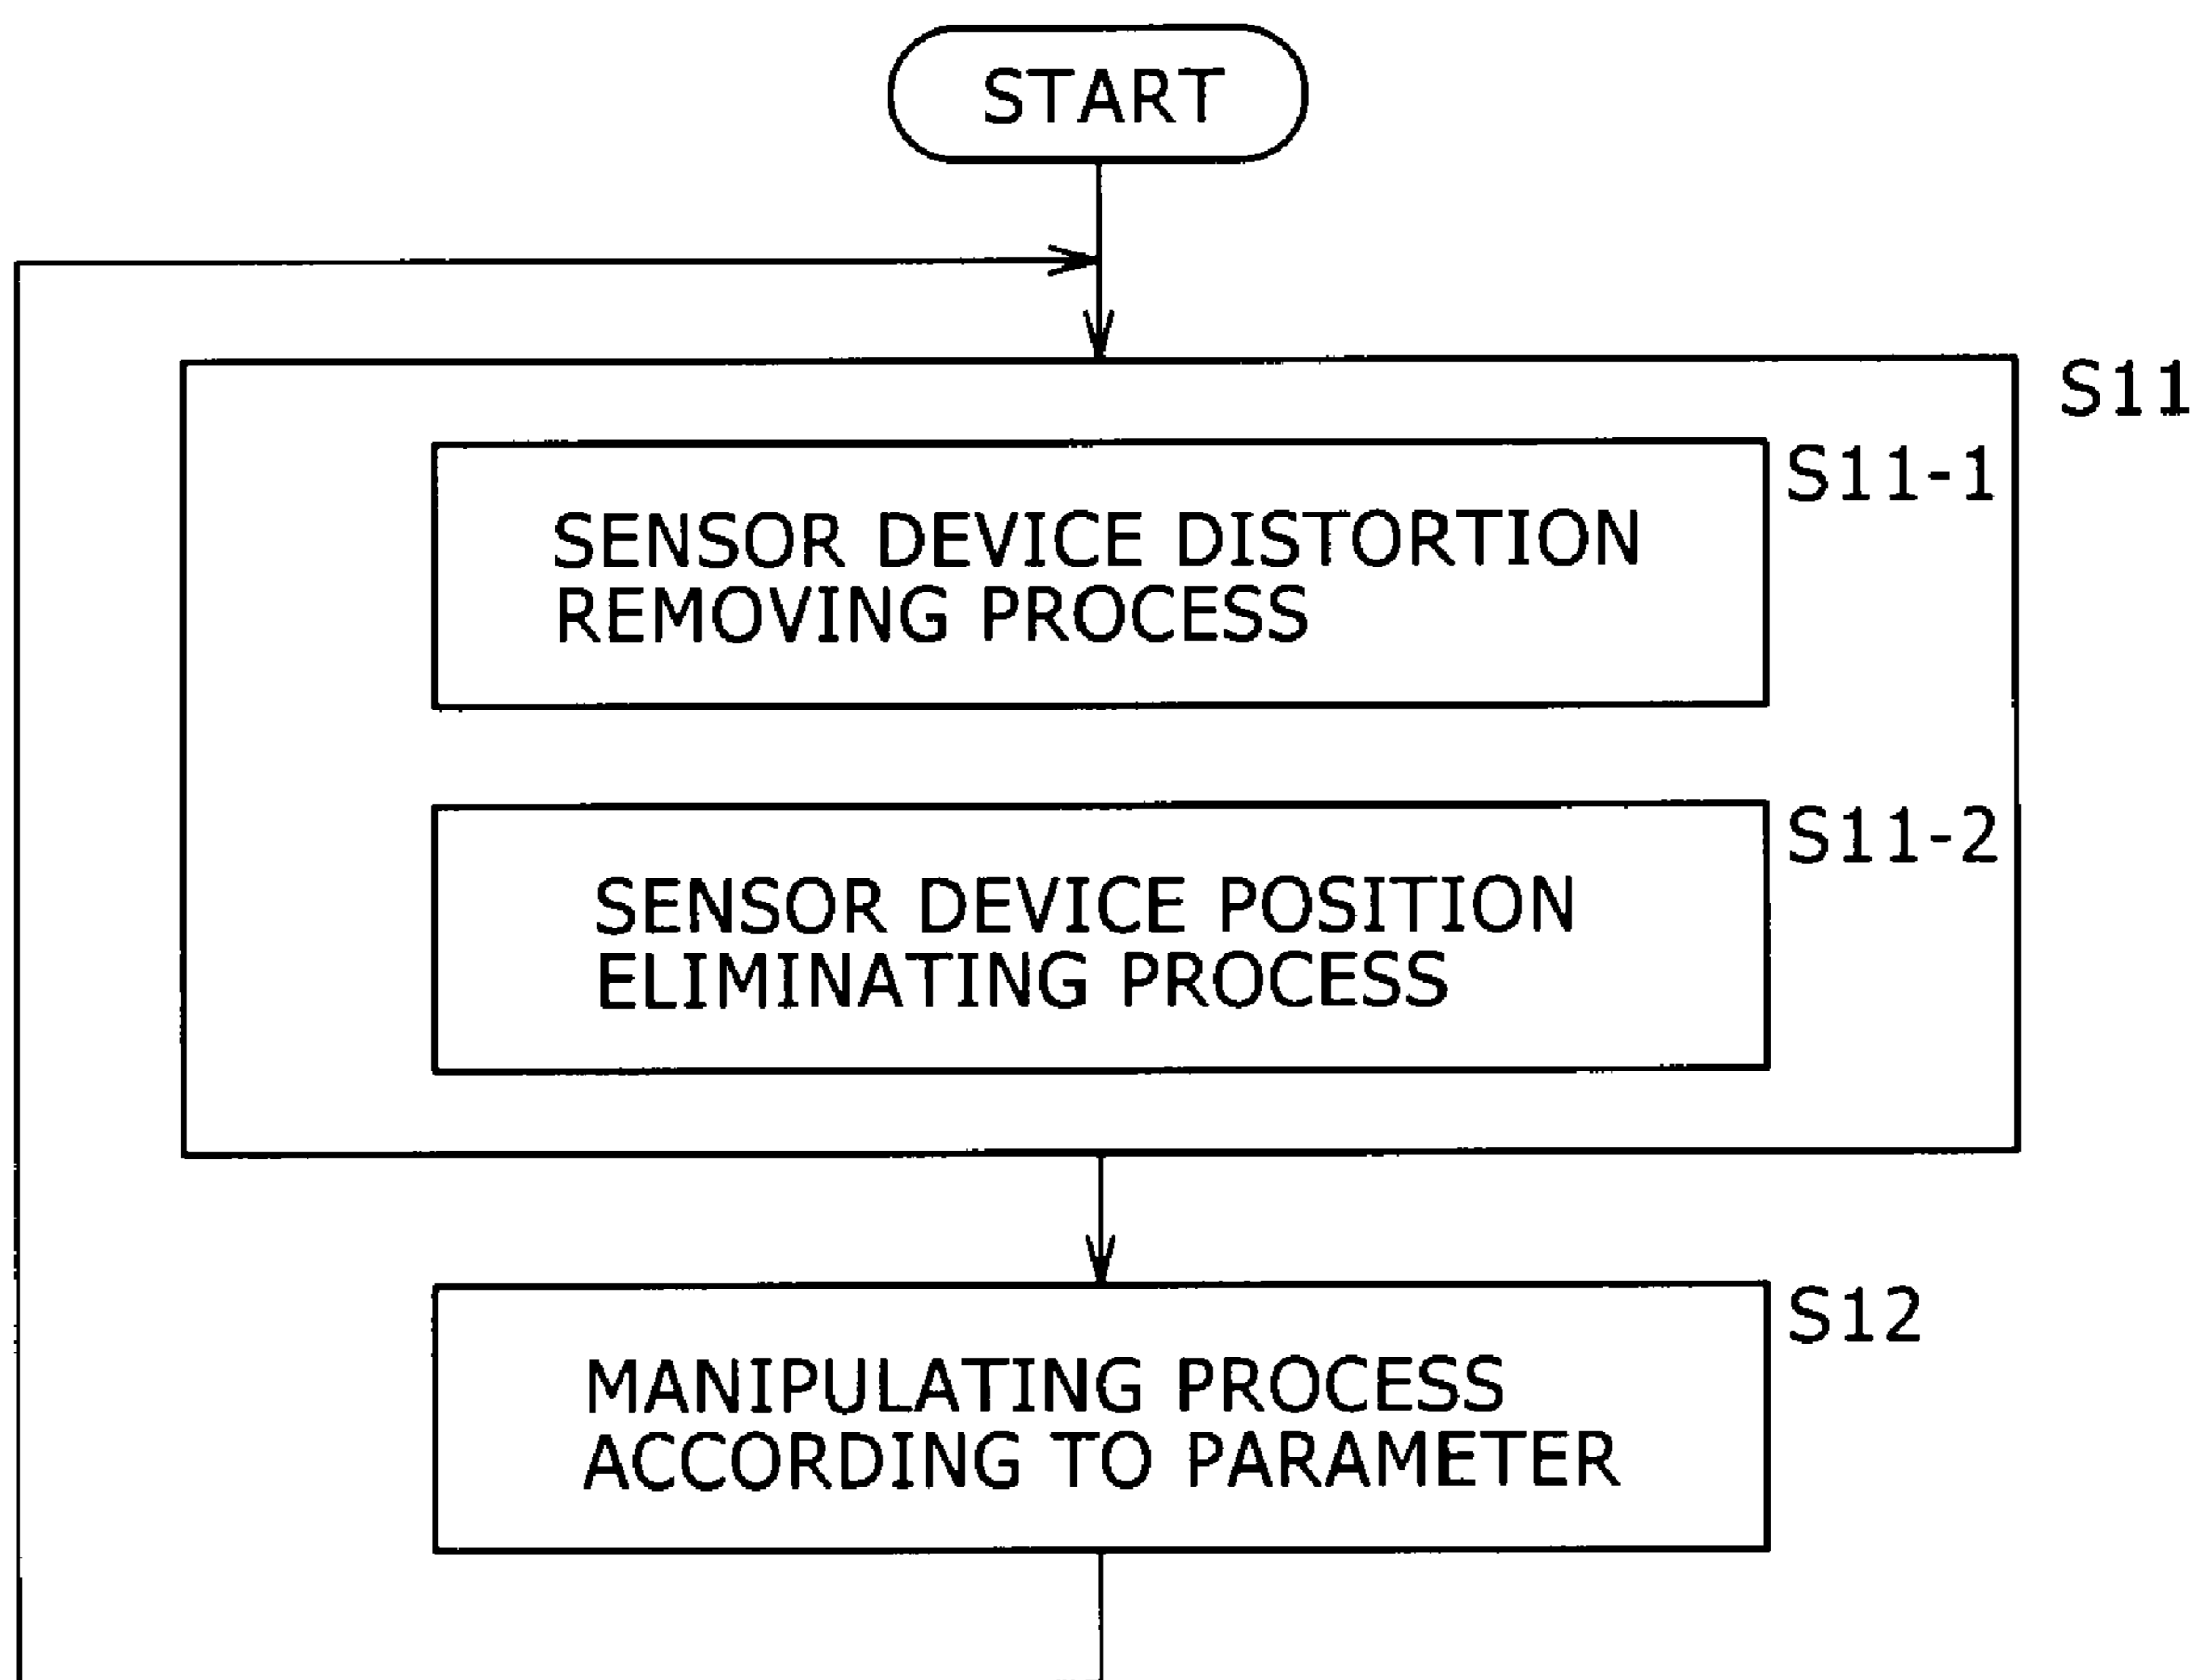 START
S11
S11-1
SENSOR DEVICE DISTORTION
REMOVING PROCESS
S11-2
SENSOR DEVICE POSITION
ELIMINATING PROCESS
S12
MANIPULATING PROCESS
ACCORDING TO PARAMETER